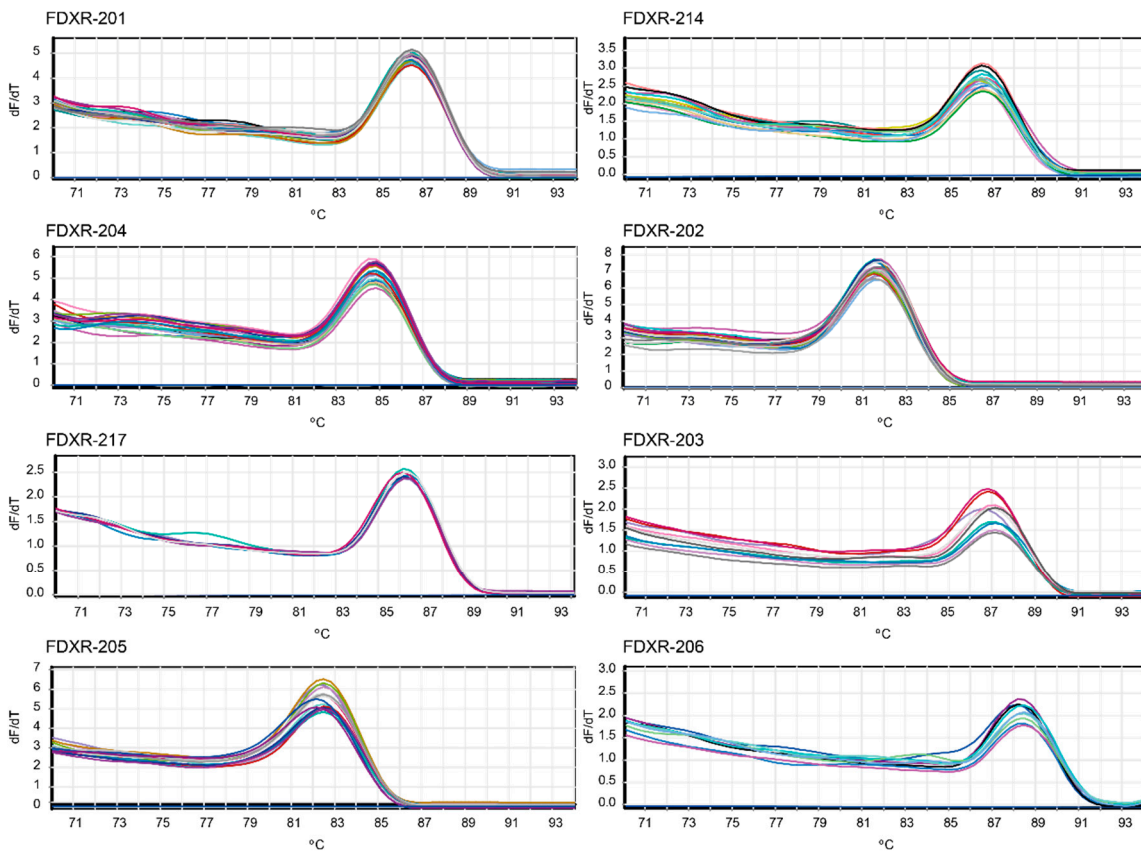 FDXR-201
dF/dT
5
4
3
2
1
0
71 73 75 77 79 81 83 85 87 89 91 93
°C
FDXR-214
dF/dT
3.5
3.0
2.5
2.0
1.5
1.0
0.5
0.0
71 73 75 77 79 81 83 85 87 89 91 93
°C
FDXR-204
dF/dT
6
5
4
3
2
1
0
71 73 75 77 79 81 83 85 87 89 91 93
°C
FDXR-202
dF/dT
8
7
6
5
4
3
2
1
0
71 73 75 77 79 81 83 85 87 89 91 93
°C
FDXR-217
dF/dT
2.5
2.0
1.5
1.0
0.5
0.0
71 73 75 77 79 81 83 85 87 89 91 93
°C
FDXR-203
dF/dT
3.0
2.5
2.0
1.5
1.0
0.5
0.0
71 73 75 77 79 81 83 85 87 89 91 93
°C
FDXR-205
dF/dT
7
6
5
4
3
2
1
0
71 73 75 77 79 81 83 85 87 89 91 93
°C
FDXR-206
dF/dT
3.0
2.5
2.0
1.5
1.0
0.5
0.0
71 73 75 77 79 81 83 85 87 89 91 93
°C